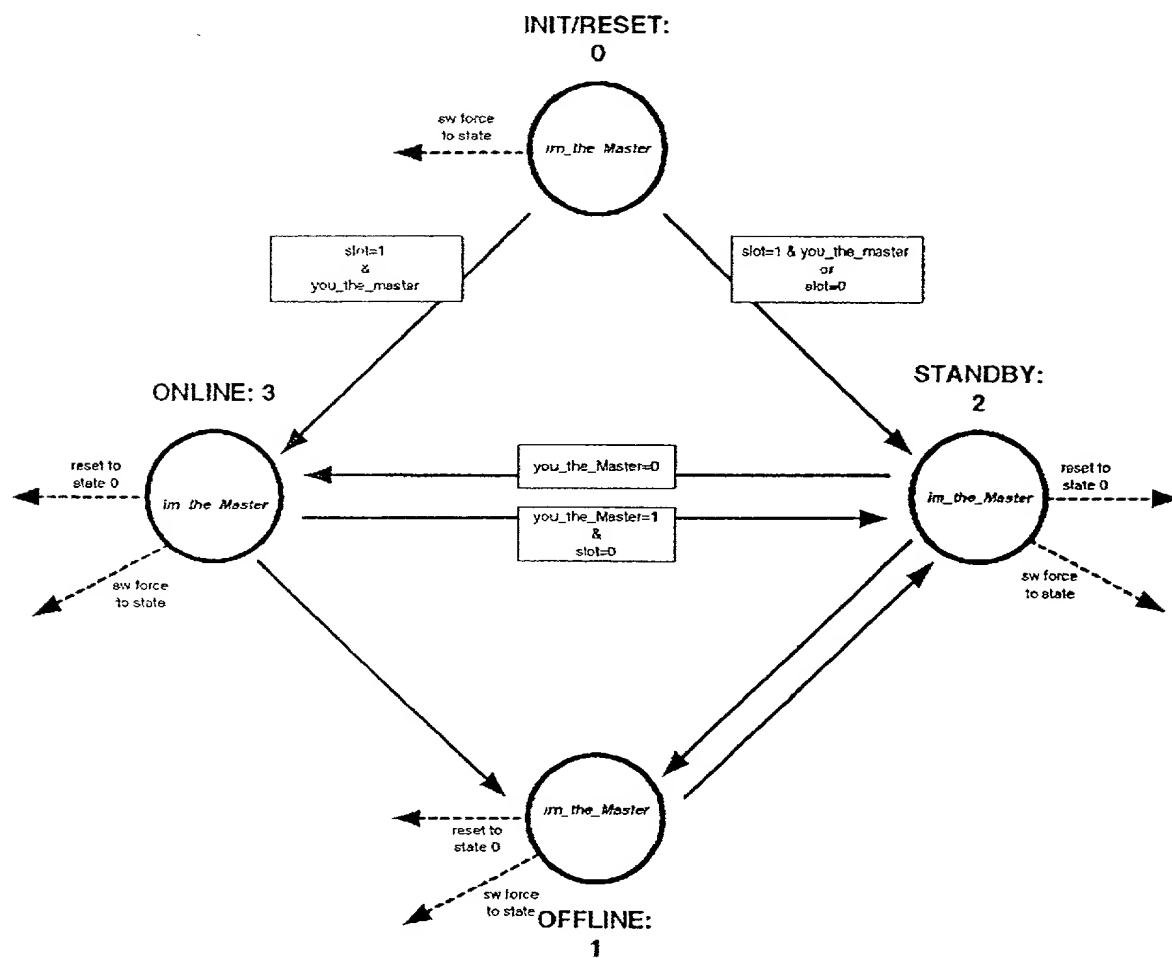 INIT/RESET:
0
sw force
to state
im_the_Master
slot=1
&
you_the_master
slot=1 & you_the_master
or
slot=0
ONLINE: 3
STANDBY:
2
reset to
state 0
im_the_Master
sw force
to state
you_the_Master=0
you_the_Master=1
&
slot=0
im_the_Master
reset to
state 0
sw force
to state
im_the_Master
reset to
state 0
sw force
to state
OFFLINE:
1